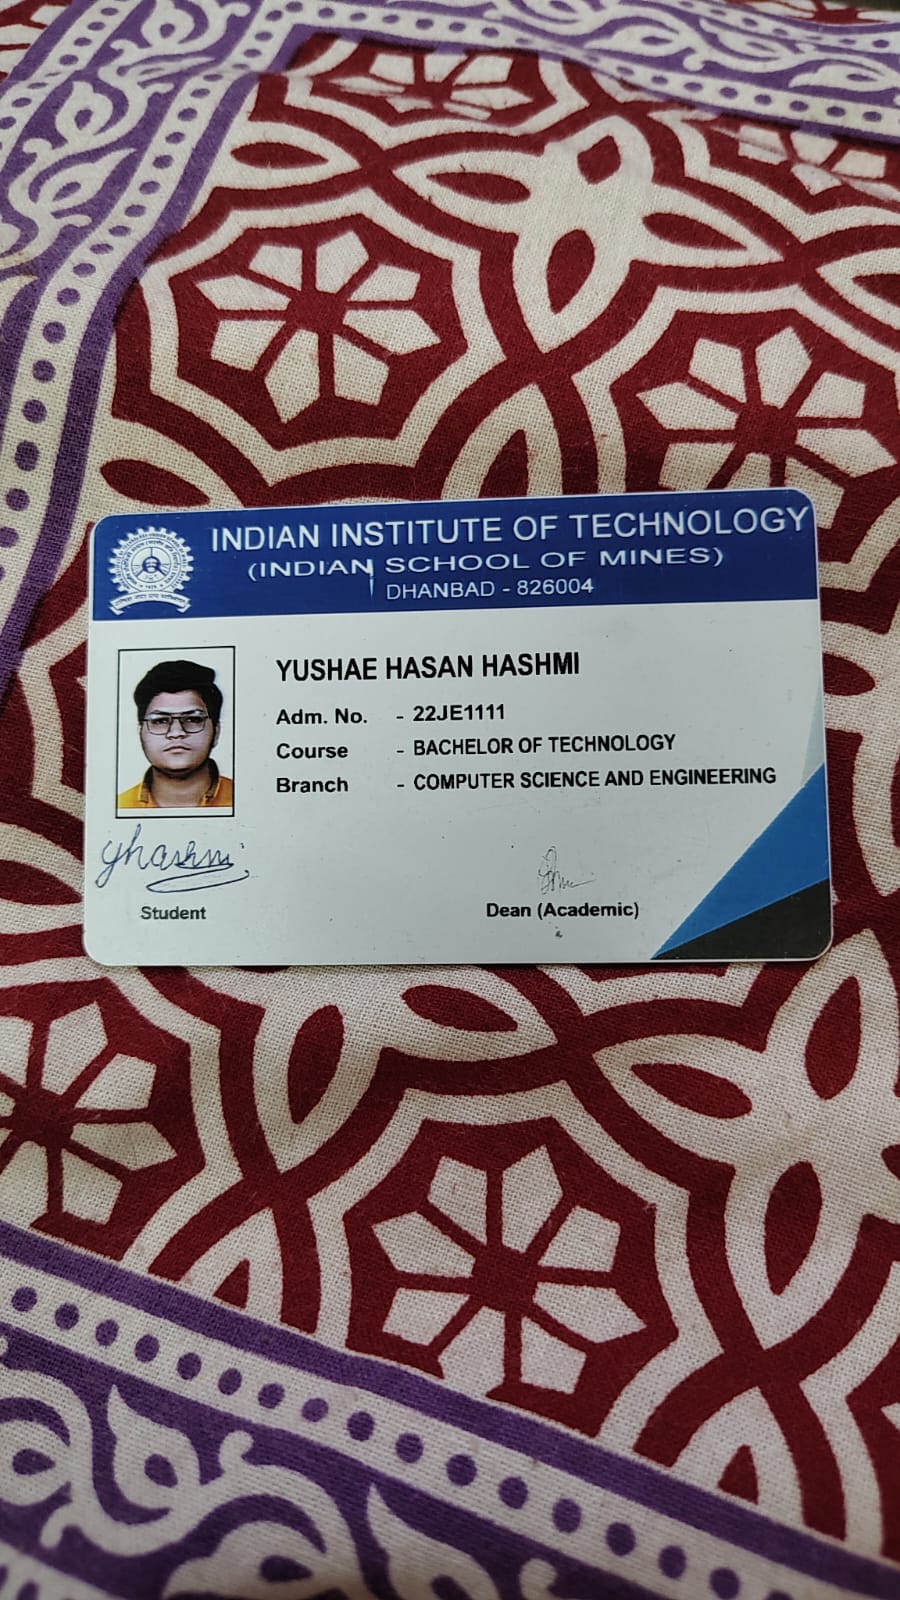 INDIAN INSTITUTE OF TECHNOLOGY
(INDIAN SCHOOL OF MINES)
DHANBAD - 826004
YUSHAE HASAN HASHMI
Adm. No. - 22JE1111
Course - BACHELOR OF TECHNOLOGY
Branch - COMPUTER SCIENCE AND ENGINEERING
yhashmi
Student
Dean (Academic)